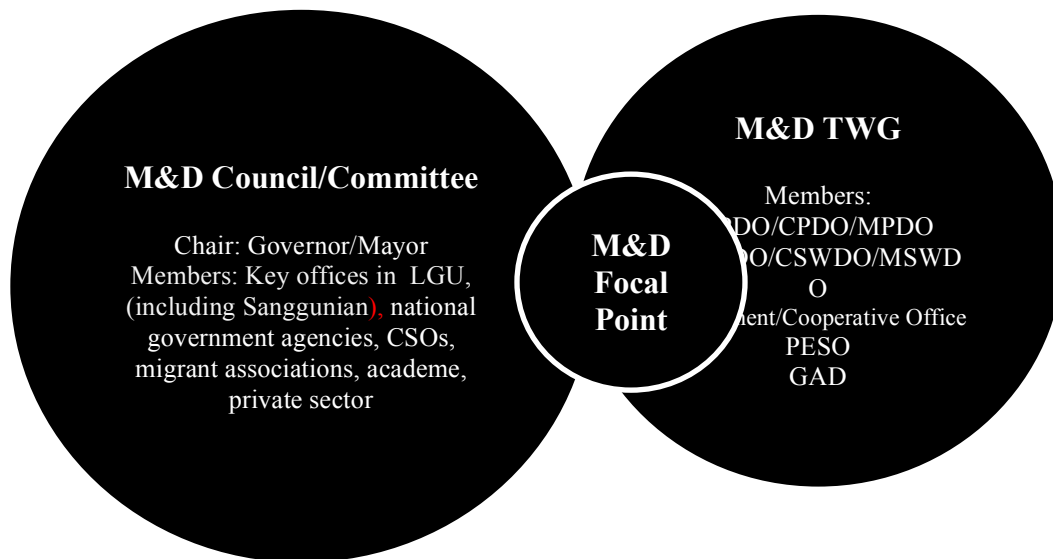 M&D Council/Committee
Chair: Governor/Mayor
Members: Key offices in LGU,
(including Sanggunian), national
government agencies, CSOs,
migrant associations, academe,
private sector
M&D
Focal
Point
M&D TWG
Members:
PDO/CPDO/MPDO
DO/CSWDO/MSWD
O
ment/Cooperative Office
PESO
GAD